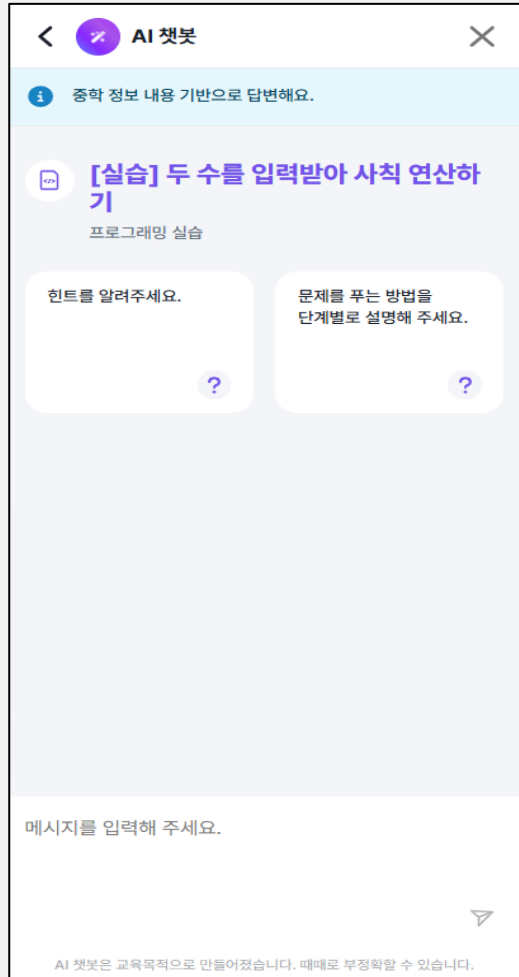 AI 챗봇
중학 정보 내용 기반으로 답변해요.
[실습] 두 수를 입력받아 사칙 연산하
기
프로그래밍 실습
힌트를 알려주세요.
?
문제를 푸는 방법을
단계별로 설명해 주세요.
?
메시지를 입력해 주세요.
AI 챗봇은 교육목적으로 만들어졌습니다. 때때로 부정확할 수 있습니다.